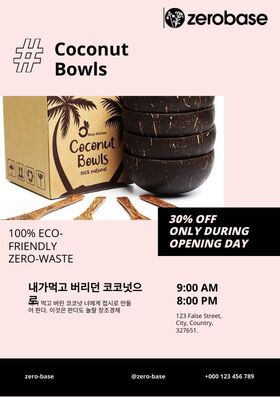 zerobase
# Coconut
Bowls
Coconut
Bowls
100% natural
30% OFF
ONLY DURING
OPENING DAY
100% ECO-
FRIENDLY
ZERO-WASTE
내가먹고 버리던 코코넛으
로
내가 먹고 버린 코코넛 너에게 접시로 만들
어 판다. 이것은 판다도 놀랄 창조경제
9:00 AM
8:00 PM
123 False Street,
City, Country,
327651.
zero-base
@zero-base
+000 123 456 789